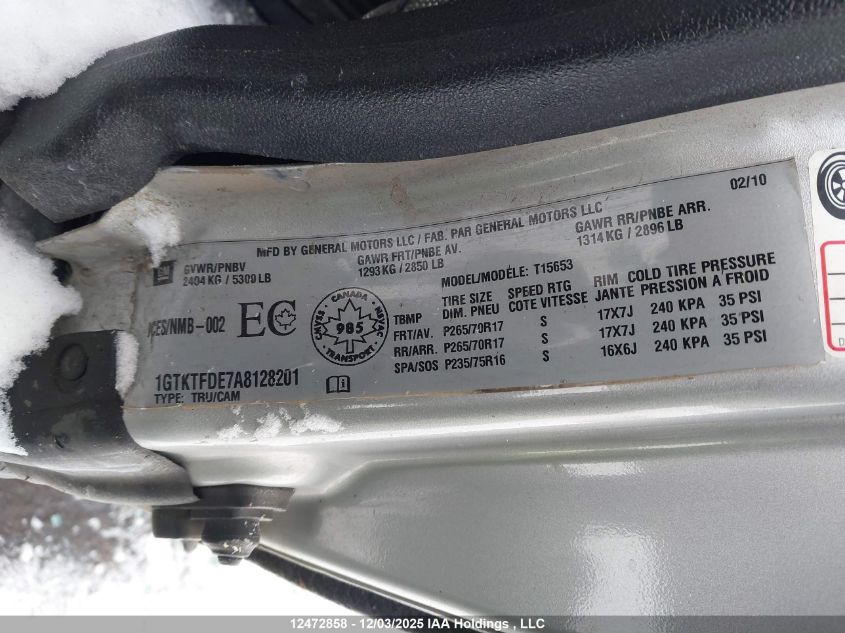 02/10
MFD BY GENERAL MOTORS LLC / FAB. PAR GENERAL MOTORS LLC
GM
GVWR/PNBV
2404 KG / 5300 LB
GAWR FRT/PNBE AV.
1293 KG / 2850 LB
GAWR RR/PNBE ARR.
1314 KG / 2896 LB
MODEL/MODÈLE: T15653
TIRE SIZE SPEED RTG RIM COLD TIRE PRESSURE
TBMP DIM. PNEU COTE VITESSE JANTE PRESSION A FROID
FRT/AV. P265/70R17 S 17X7J 240 KPA 35 PSI
RR/ARR. P265/70R17 S 17X7J 240 KPA 35 PSI
SPA/SOS P235/75R16 S 16X6J 240 KPA 35 PSI
ICES/NMB-002
EC
CANADA
CMVSS
985
NSVAC
TRANSPORT
1GTKTFDE7A8128201
TYPE: TRU/CAM
12472858 - 12/03/2025 IAA Holdings , LLC